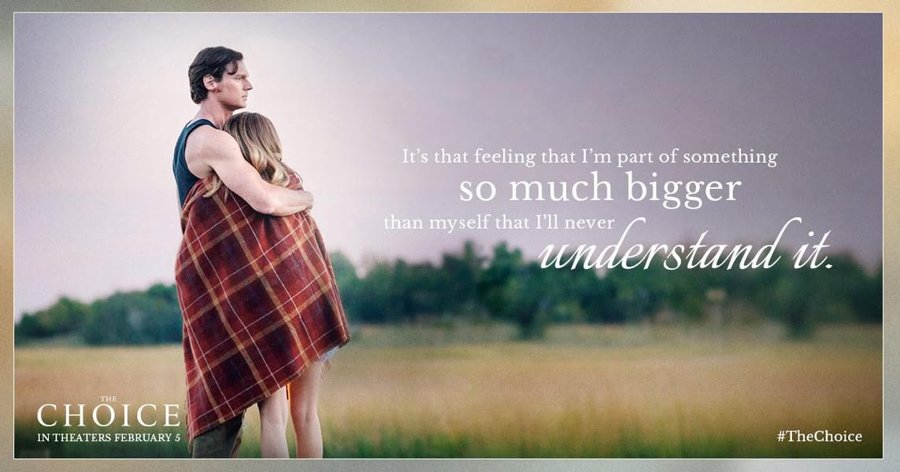 It's that feeling that I'm part of something
so much bigger
than myself that I'll never
understand it.
THE
CHOICE
IN THEATERS FEBRUARY 5
#TheChoice